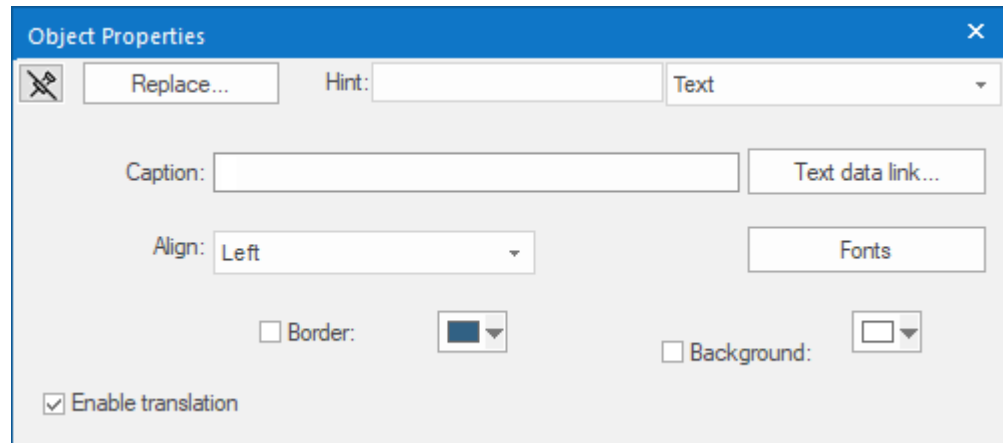 Object Properties
Replace... Hint: Text
Caption: Text data link...
Align: Left Fonts
Border: Background:
Enable translation